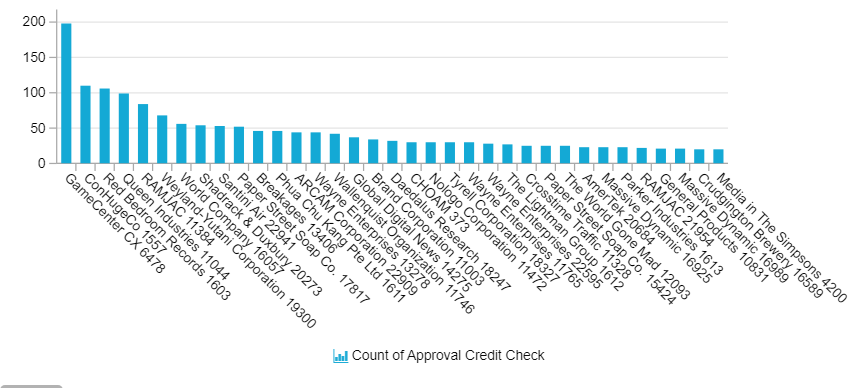 200
150
100
50
0
GameCenter CX 6478
ConHugeCo 1557
Red Bedroom Records 1603
Queen Industries 11044
RAMJAC 11384
Weyland-Yutani Corporation 19300
World Company 16057
Shadrack & Duxbury 20273
Santini Air 22941
Paper Street Soap Co. 17817
Breakages 13406
Phua Chu Kang Pte Ltd 1611
ARCAM Corporation 22909
Wayne Enterprises 13278
Wallenquist Organization 11746
Global Digital News 14275
Brand Corporation 11003
Daedalus Research 18247
CHOAM 373
Nologo Corporation 11472
Tyrell Corporation 18327
Wayne Enterprises 11765
Wayne Enterprises 22595
The Lightman Group 1612
Crosstime Traffic 11328
Paper Street Soap Co. 15424
The World Gone Mad 12093
AmerTek 20694
Massive Dynamic 16925
Parker Industries 1613
RAMJAC 21954
General Products 10831
Massive Dynamic 16989
Crudgington Brewery 16589
Media in The Simpsons 4200
Count of Approval Credit Check